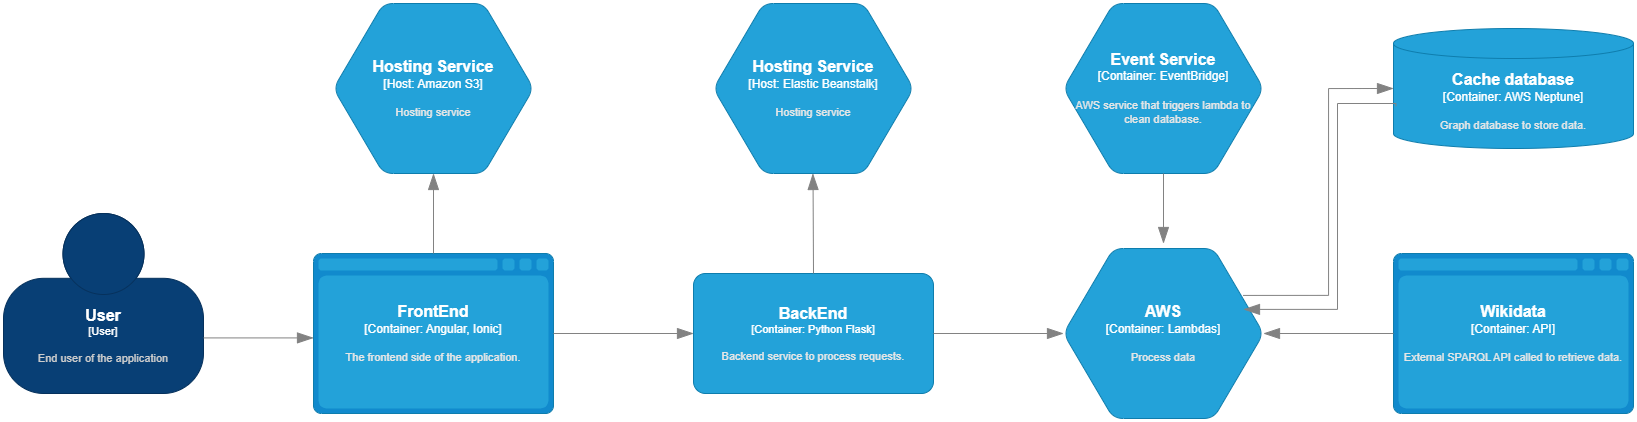 Hosting Service
[Host: Amazon S3]
Hosting service
Hosting Service
[Host: Elastic Beanstalk]
Hosting service
Event Service
[Container: EventBridge]
AWS service that triggers lambda to
clean database.
Cache database
[Container: AWS Neptune]
Graph database to store data.
User
[User]
End user of the application
FrontEnd
[Container: Angular, Ionic]
The frontend side of the application.
BackEnd
[Container: Python Flask]
Backend service to process requests.
AWS
[Container: Lambdas]
Process data
Wikidata
[Container: API]
External SPARQL API called to retrieve data.